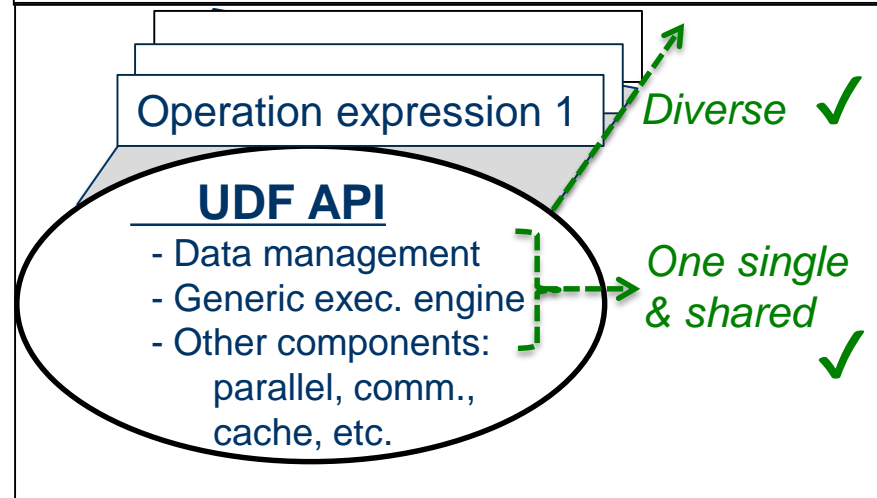 Operation expression 1
Diverse ✓
UDF API
- Data management
- Generic exec. engine
- Other components:
parallel, comm.,
cache, etc.
One single
& shared
✓